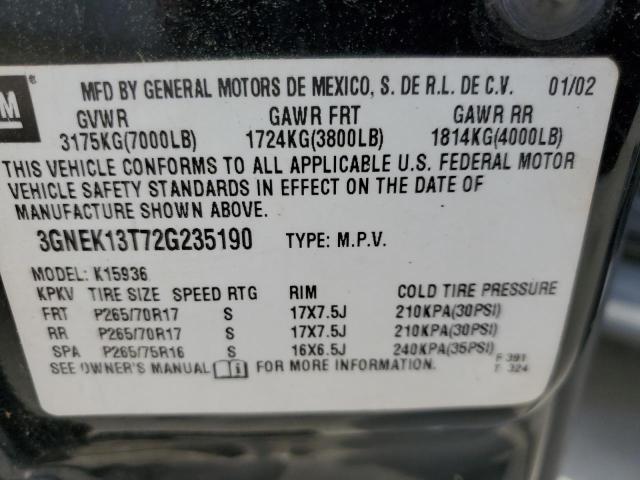 M ®
MFD BY GENERAL MOTORS DE MEXICO, S. DE R.L. DE C.V. 01/02
GVWR GAWR FRT GAWR RR
3175KG(7000LB) 1724KG(3800LB) 1814KG(4000LB)
THIS VEHICLE CONFORMS TO ALL APPLICABLE U.S. FEDERAL MOTOR
VEHICLE SAFETY STANDARDS IN EFFECT ON THE DATE OF
MANUFACTURE SHOWN ABOVE.
3GNEK13T72G235190 TYPE: M.P.V.
MODEL: K15936
KPKV TIRE SIZE SPEED RTG RIM COLD TIRE PRESSURE
FRT P265/70R17 S 17X7.5J 210KPA(30PSI)
RR P265/70R17 S 17X7.5J 210KPA(30PSI)
SPA P265/75R16 S 16X6.5J 240KPA(35PSI)
SEE OWNER'S MANUAL i FOR MORE INFORMATION.
F 391
T 324